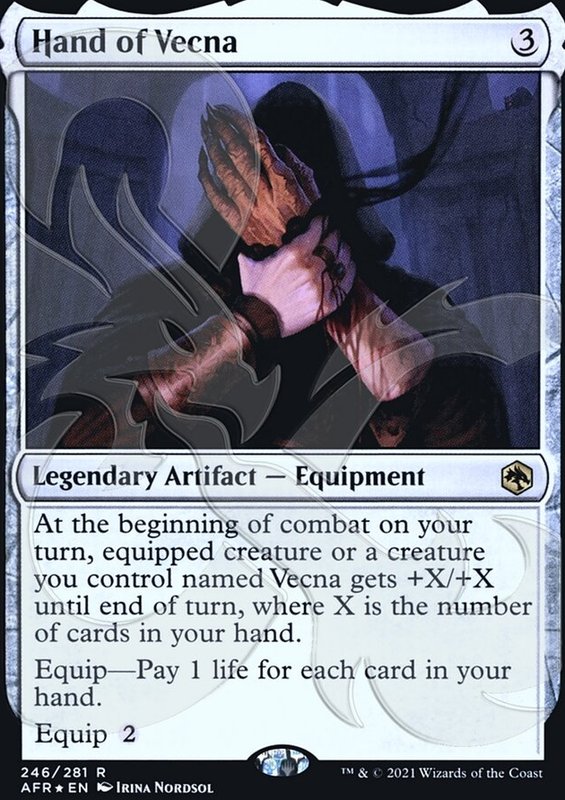 Hand of Vecna 3
Legendary Artifact — Equipment
At the beginning of combat on your
turn, equipped creature or a creature
you control named Vecna gets +X/+X
until end of turn, where X is the number
of cards in your hand.
Equip—Pay 1 life for each card in your
hand.
Equip 2
246/281 R
AFR★EN Irina Nordsol
™ & © 2021 Wizards of the Coast